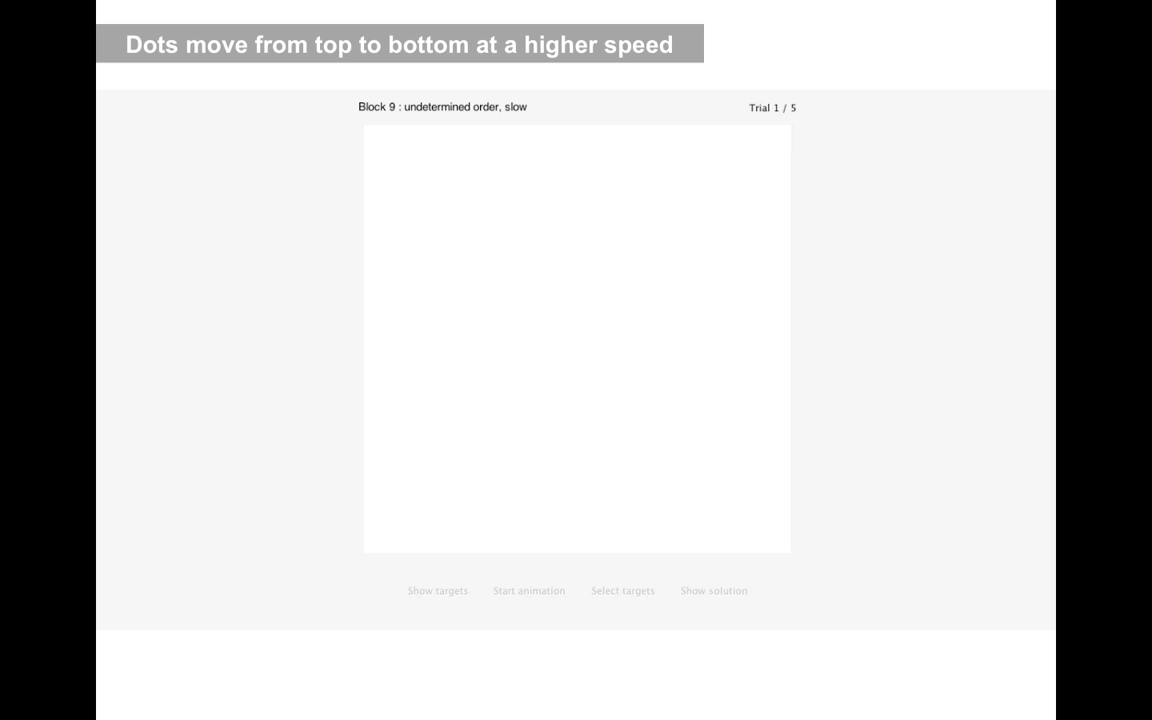 Dots move from top to bottom at a higher speed
Block 9 : undetermined order, slow
Trial 1 / 5
Show targets
Start animation
Select targets
Show solution